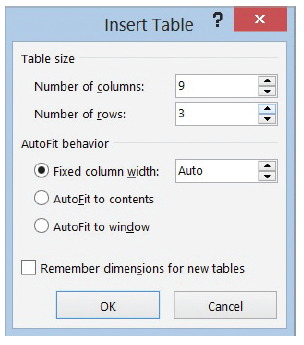 Insert Table ? x
Table size
Number of columns: 9
Number of rows: 3
AutoFit behavior
Fixed column width: Auto
AutoFit to contents
AutoFit to window
Remember dimensions for new tables
OK Cancel